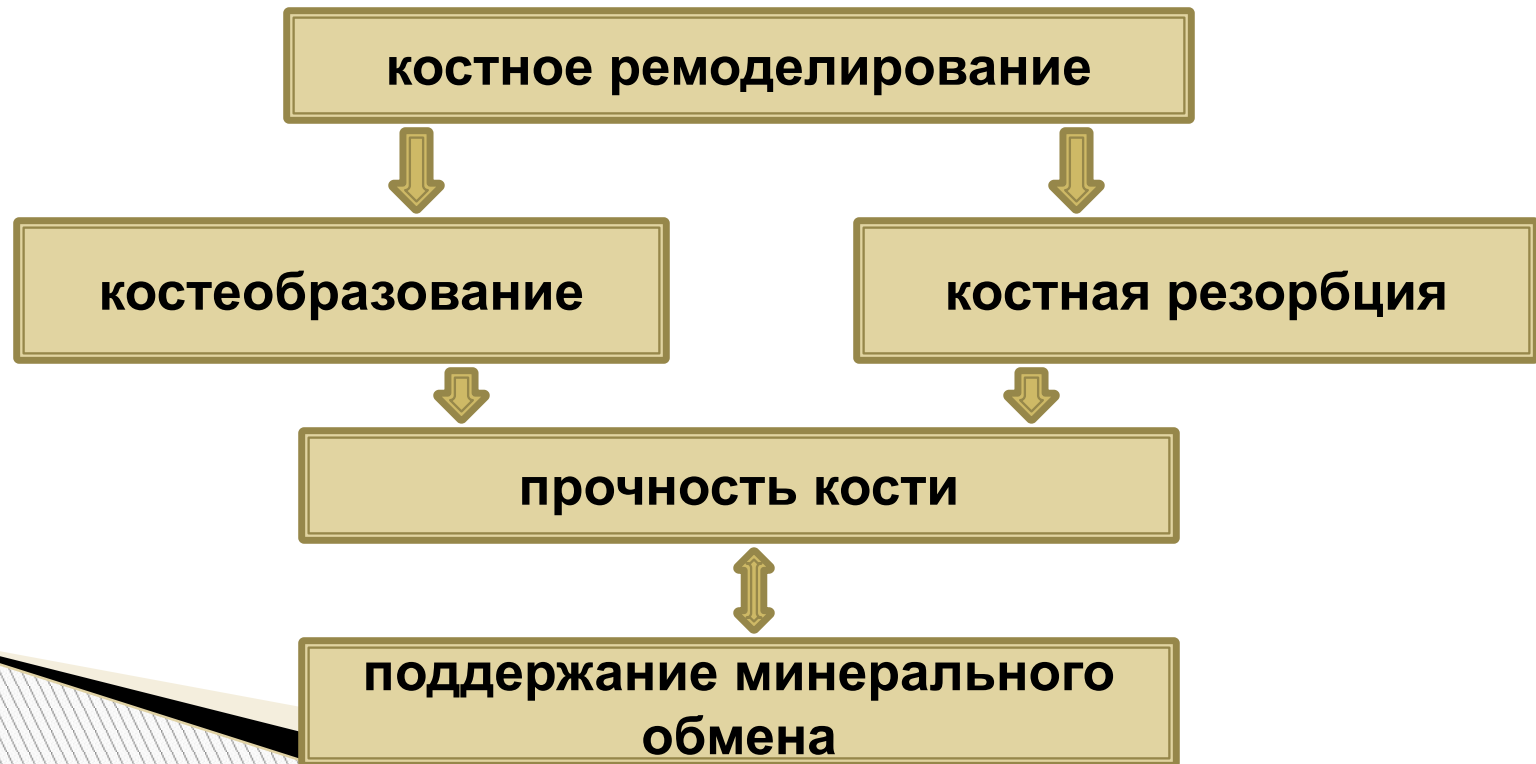 костное ремоделирование
костеобразование
костная резорбция
прочность кости
поддержание минерального
обмена